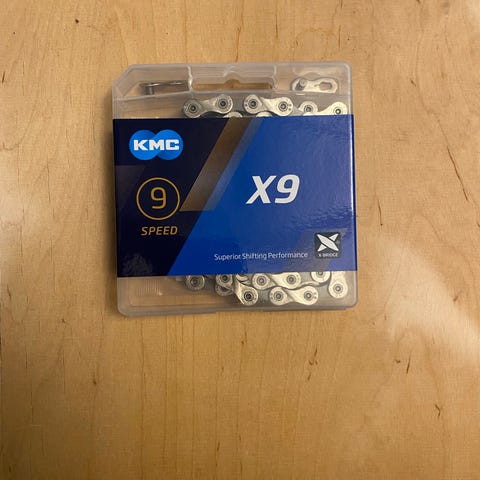 KMC
9
SPEED
X9
Superior Shifting Performance
X-BRIDGE